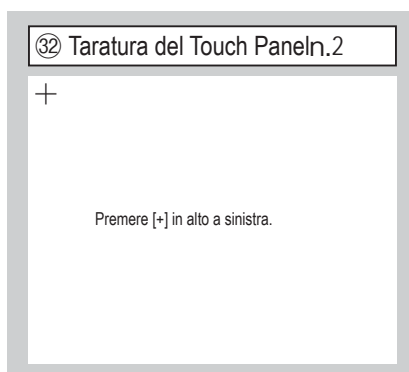 ㉜ Taratura del Touch Paneln.2
+
Premere [+] in alto a sinistra.